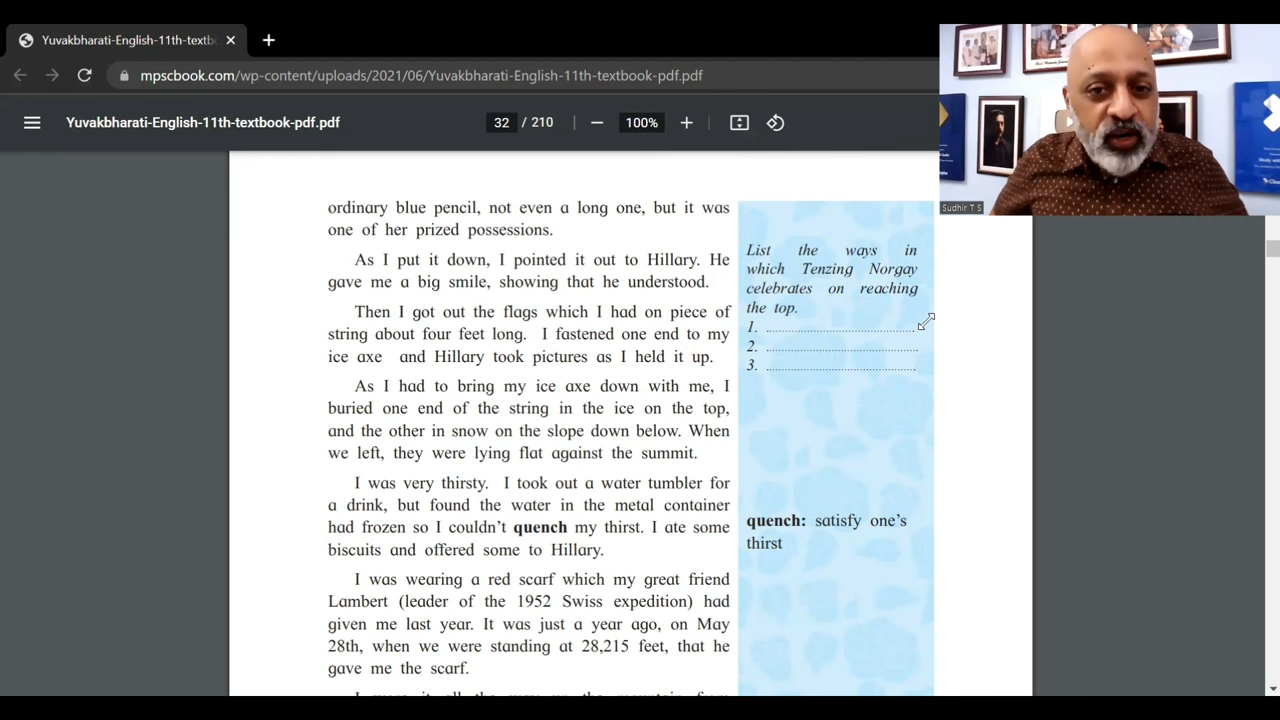 Yuvakbharati-English-11th-textb
mpscbook.com/wp-content/uploads/2021/06/Yuvakbharati-English-11th-textbook-pdf.pdf
Yuvakbharati-English-11th-textbook-pdf.pdf
32 / 210
100%
Sudhir T S
ordinary blue pencil, not even a long one, but it was
one of her prized possessions.
As I put it down, I pointed it out to Hillary. He
gave me a big smile, showing that he understood.
Then I got out the flags which I had on piece of
string about four feet long. I fastened one end to my
ice axe and Hillary took pictures as I held it up.
As I had to bring my ice axe down with me, I
buried one end of the string in the ice on the top,
and the other in snow on the slope down below. When
we left, they were lying flat against the summit.
I was very thirsty. I took out a water tumbler for
a drink, but found the water in the metal container
had frozen so I couldn't quench my thirst. I ate some
biscuits and offered some to Hillary.
I was wearing a red scarf which my great friend
Lambert (leader of the 1952 Swiss expedition) had
given me last year. It was just a year ago, on May
28th, when we were standing at 28,215 feet, that he
gave me the scarf.
List the ways in
which Tenzing Norgay
celebrates on reaching
the top.
1. ......................................
2. ......................................
3. ......................................
quench: satisfy one's
thirst